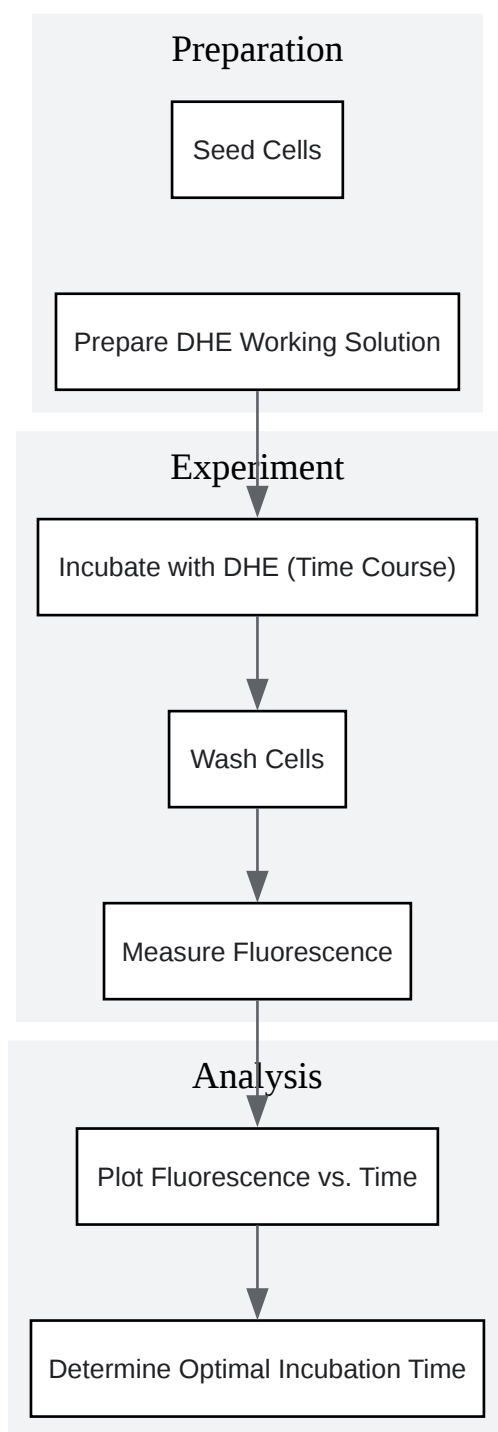 Preparation
Seed Cells
Prepare DHE Working Solution
Experiment
Incubate with DHE (Time Course)
Wash Cells
Measure Fluorescence
Analysis
Plot Fluorescence vs. Time
Determine Optimal Incubation Time